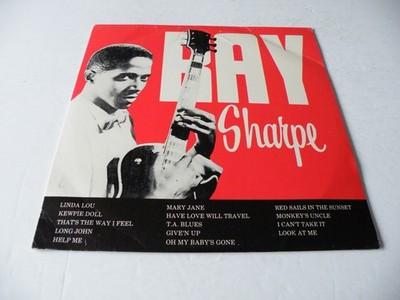 RAY
Sharpe
LINDA LOU
KEWPIE DOLL
THAT'S THE WAY I FEEL
LONG JOHN
HELP ME
MARY JANE
HAVE LOVE WILL TRAVEL
T.A. BLUES
GIVE'N UP
OH MY BABY'S GONE
RED SAILS IN THE SUNSET
MONKEY'S UNCLE
I CAN'T TAKE IT
LOOK AT ME